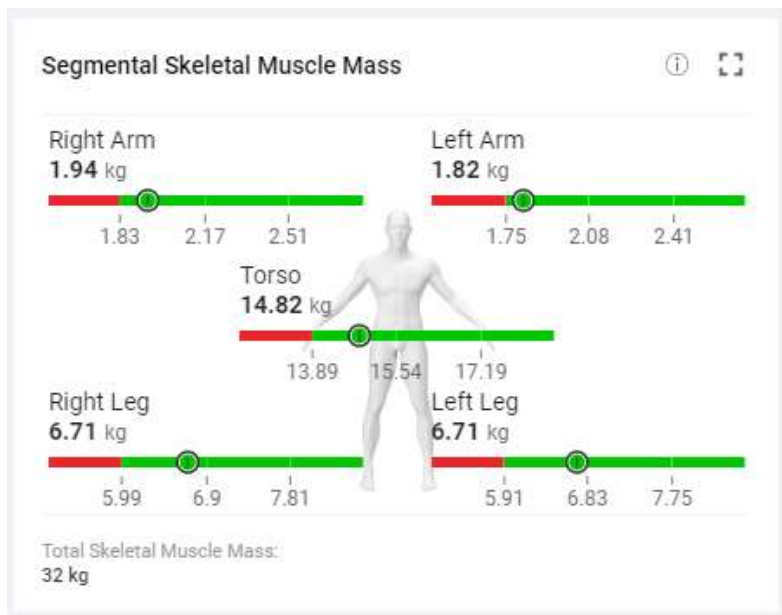 Segmental Skeletal Muscle Mass
Right Arm
1.94 kg
1.83 2.17 2.51
Left Arm
1.82 kg
1.75 2.08 2.41
Torso
14.82 kg
13.89 15.54 17.19
Right Leg
6.71 kg
5.99 6.9 7.81
Left Leg
6.71 kg
5.91 6.83 7.75
Total Skeletal Muscle Mass:
32 kg